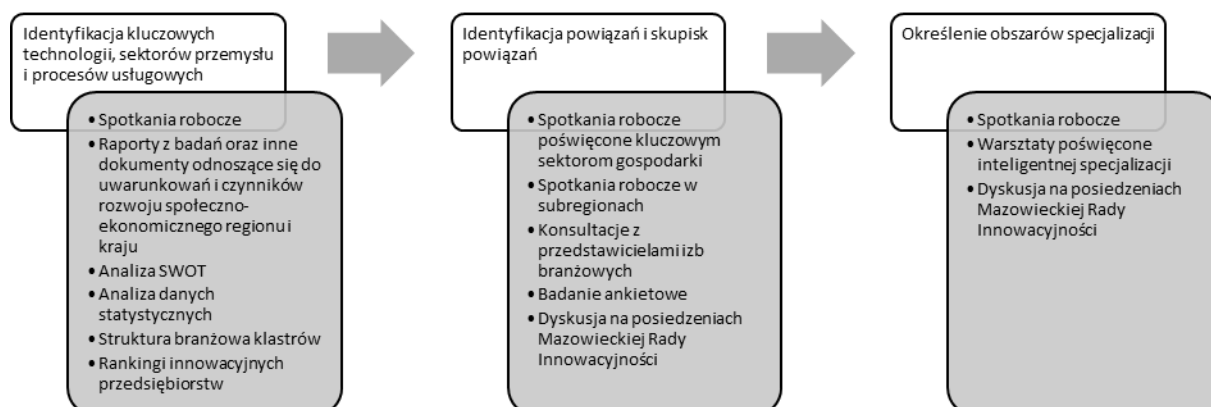 Identyfikacja kluczowych
technologii, sektorów przemysłu
i procesów usługowych
• Spotkania robocze
• Raporty z badań oraz inne
dokumenty odnoszące się do
uwarunkowań i czynników
rozwoju społeczno-
ekonomicznego regionu i
kraju
• Analiza SWOT
• Analiza danych
statystycznych
• Struktura branżowa klastrów
• Rankingi innowacyjnych
przedsiębiorstw
Identyfikacja powiązań i skupisk
powiązań
• Spotkania robocze
poświęcone kluczowym
sektorom gospodarki
• Spotkania robocze w
subregionach
• Konsultacje z
przedstawicielami izb
branżowych
• Badanie ankietowe
• Dyskusja na posiedzeniach
Mazowieckiej Rady
Innowacyjności
Określenie obszarów specjalizacji
• Spotkania robocze
• Warsztaty poświęcone
inteligentnej specjalizacji
• Dyskusja na posiedzeniach
Mazowieckiej Rady
Innowacyjności